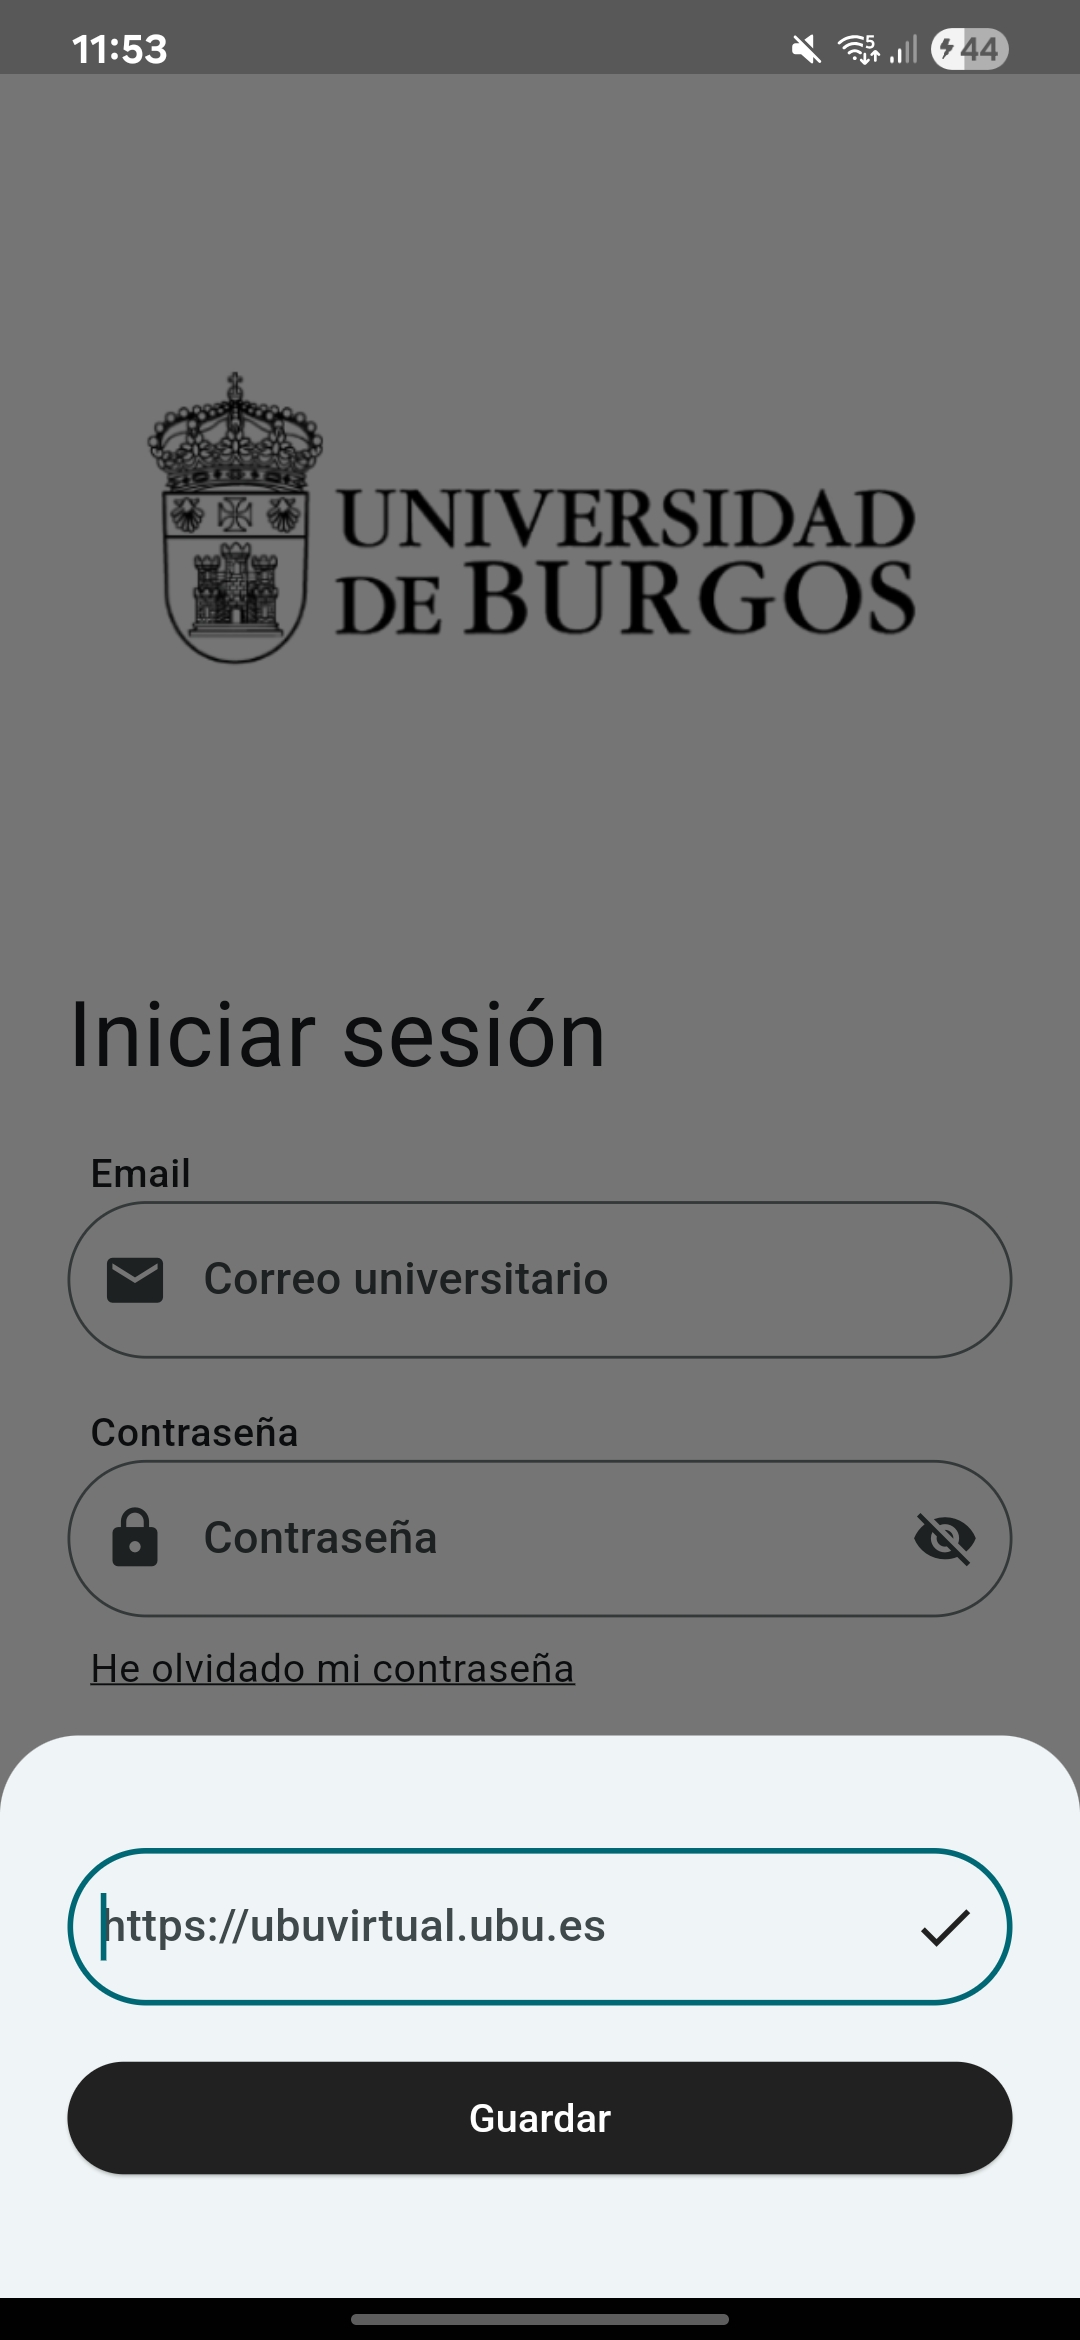 11:53
5
44
UNIVERSIDAD
DE BURGOS
Iniciar sesión
Email
Correo universitario
Contraseña
Contraseña
He olvidado mi contraseña
https://ubuvirtual.ubu.es
Guardar